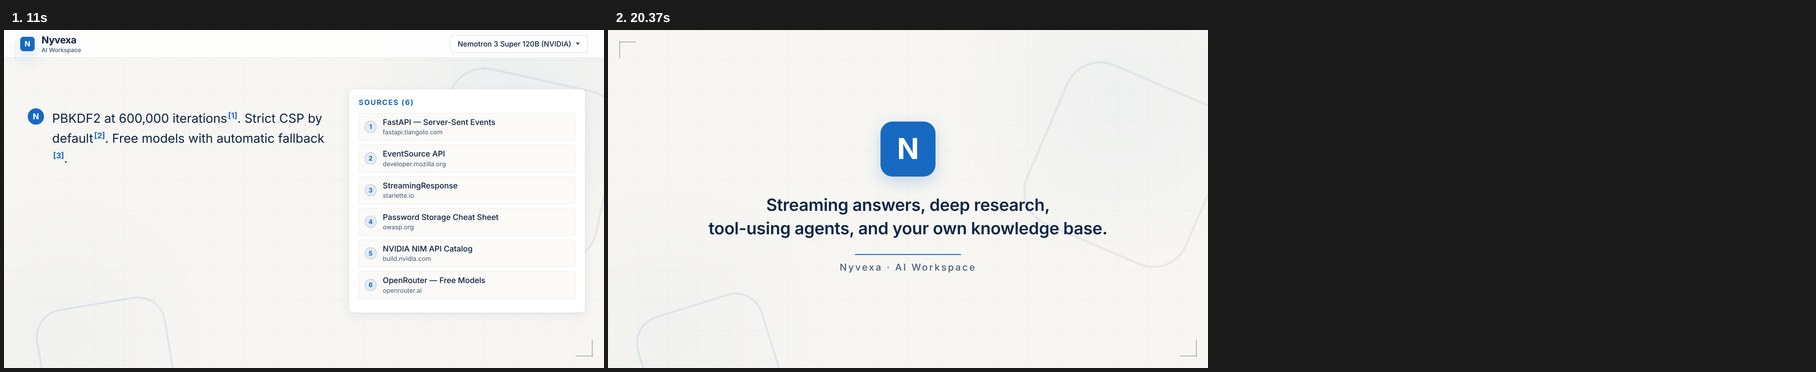 1. 11s
N
Nyvexa
AI Workspace
Nemotron 3 Super 120B (NVIDIA)
N
PBKDF2 at 600,000 iterations[1]. Strict CSP by
default[2]. Free models with automatic fallback
[3].
SOURCES (6)
1
FastAPI — Server-Sent Events
fastapi.tiangolo.com
2
EventSource API
developer.mozilla.org
3
StreamingResponse
starlette.io
4
Password Storage Cheat Sheet
owasp.org
5
NVIDIA NIM API Catalog
build.nvidia.com
6
OpenRouter — Free Models
openrouter.ai
2. 20.37s
N
Streaming answers, deep research,
tool-using agents, and your own knowledge base.
Nyvexa · AI Workspace